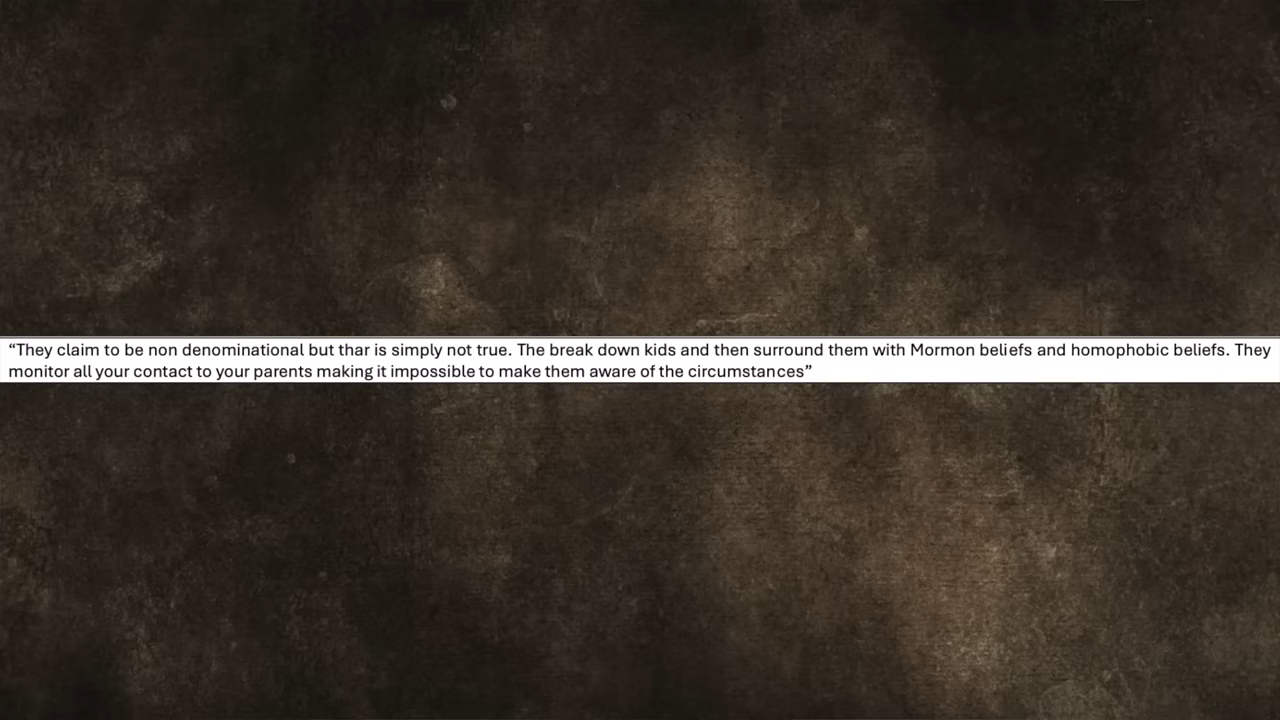 “They claim to be non denominational but thar is simply not true. The break down kids and then surround them with Mormon beliefs and homophobic beliefs. They
monitor all your contact to your parents making it impossible to make them aware of the circumstances”